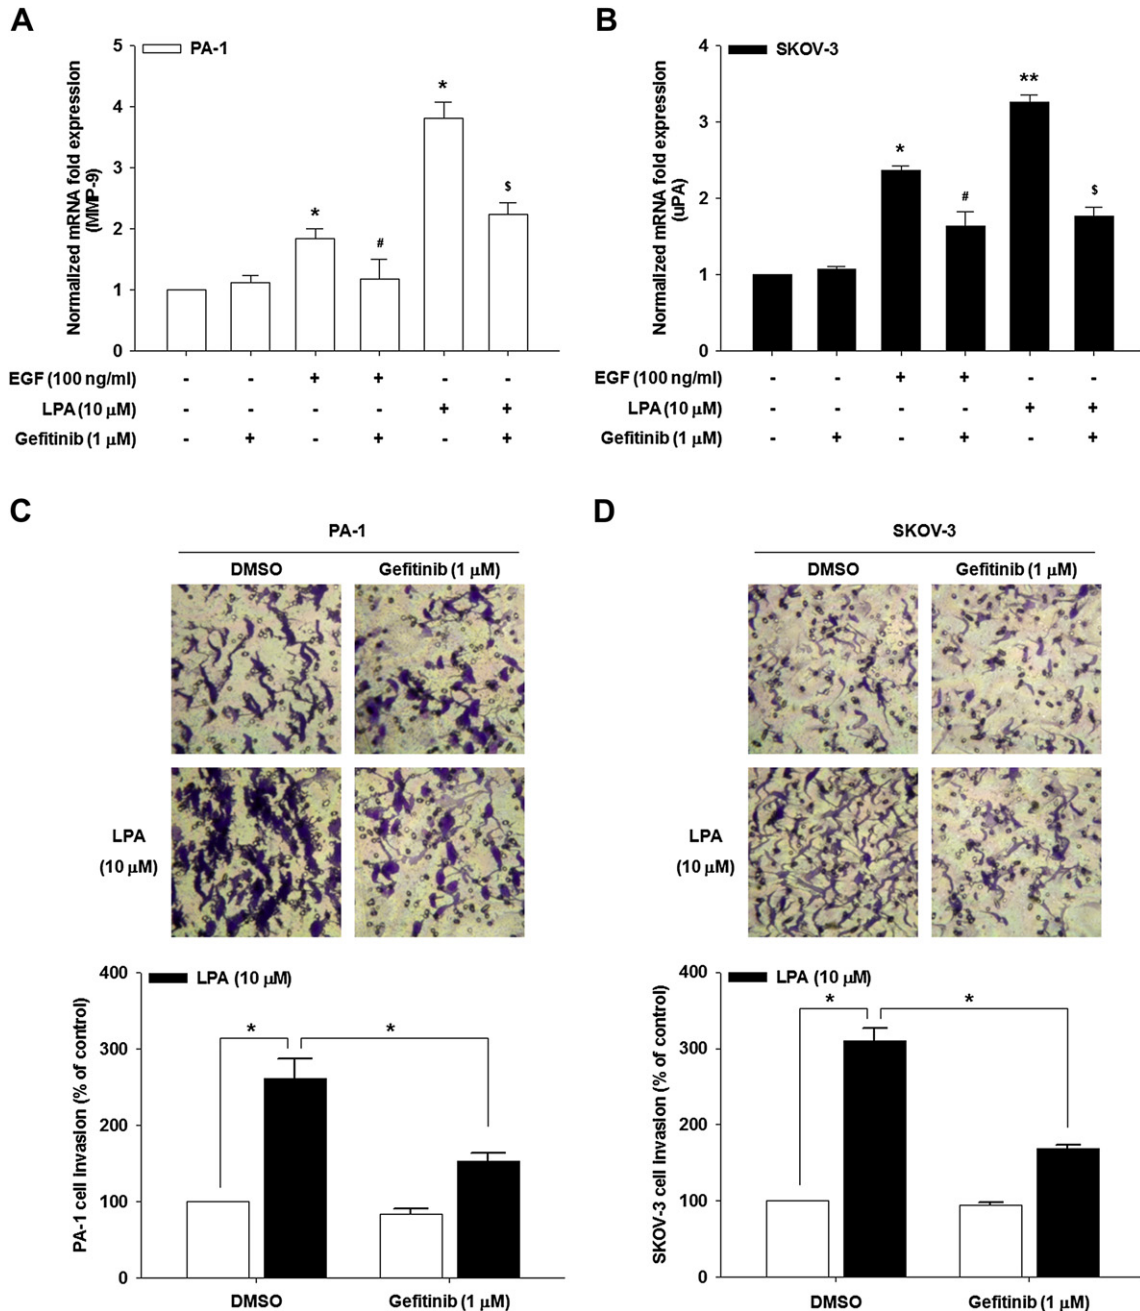 A
PA-1
Normalized mRNA fold expression
(MMP-9)
5
4
3
2
1
0
* * # * $
EGF (100 ng/ml) - - + + - -
LPA (10 μM) - - - - + +
Gefitinib (1 μM) - + - + - +
B
SKOV-3
Normalized mRNA fold expression
(uPA)
4
3
2
1
0
* # ** $
EGF (100 ng/ml) - - + + - -
LPA (10 μM) - - - - + +
Gefitinib (1 μM) - + - + - +
C
PA-1
DMSO Gefitinib (1 μM)
LPA
(10 μM)
LPA (10 μM)
PA-1 cell Invasion (% of control)
400
300
200
100
0
* *
DMSO Gefitinib (1 μM)
D
SKOV-3
DMSO Gefitinib (1 μM)
LPA
(10 μM)
LPA (10 μM)
SKOV-3 cell Invasion (% of control)
400
300
200
100
0
* *
DMSO Gefitinib (1 μM)